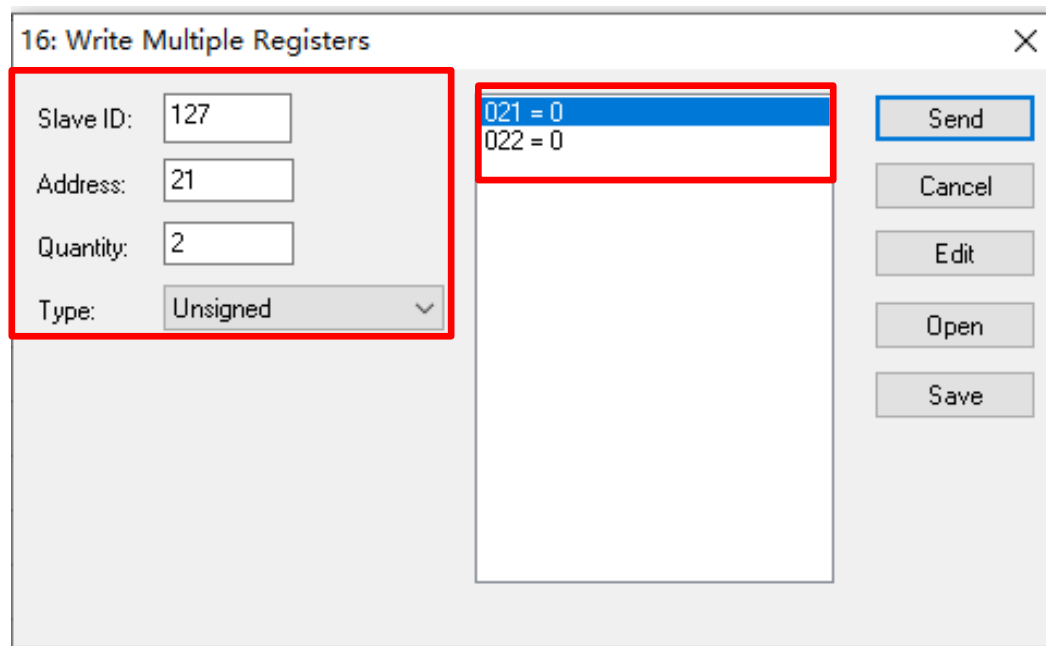 16: Write Multiple Registers
Slave ID: 127
Address: 21
Quantity: 2
Type: Unsigned
021 = 0
022 = 0
Send
Cancel
Edit
Open
Save